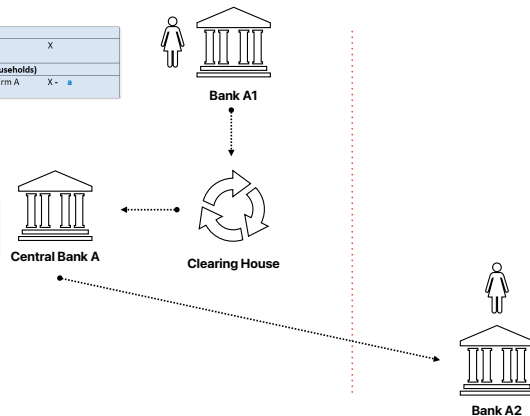 X
useholds)
rm A X - a
Bank A1
Central Bank A
Clearing House
Bank A2